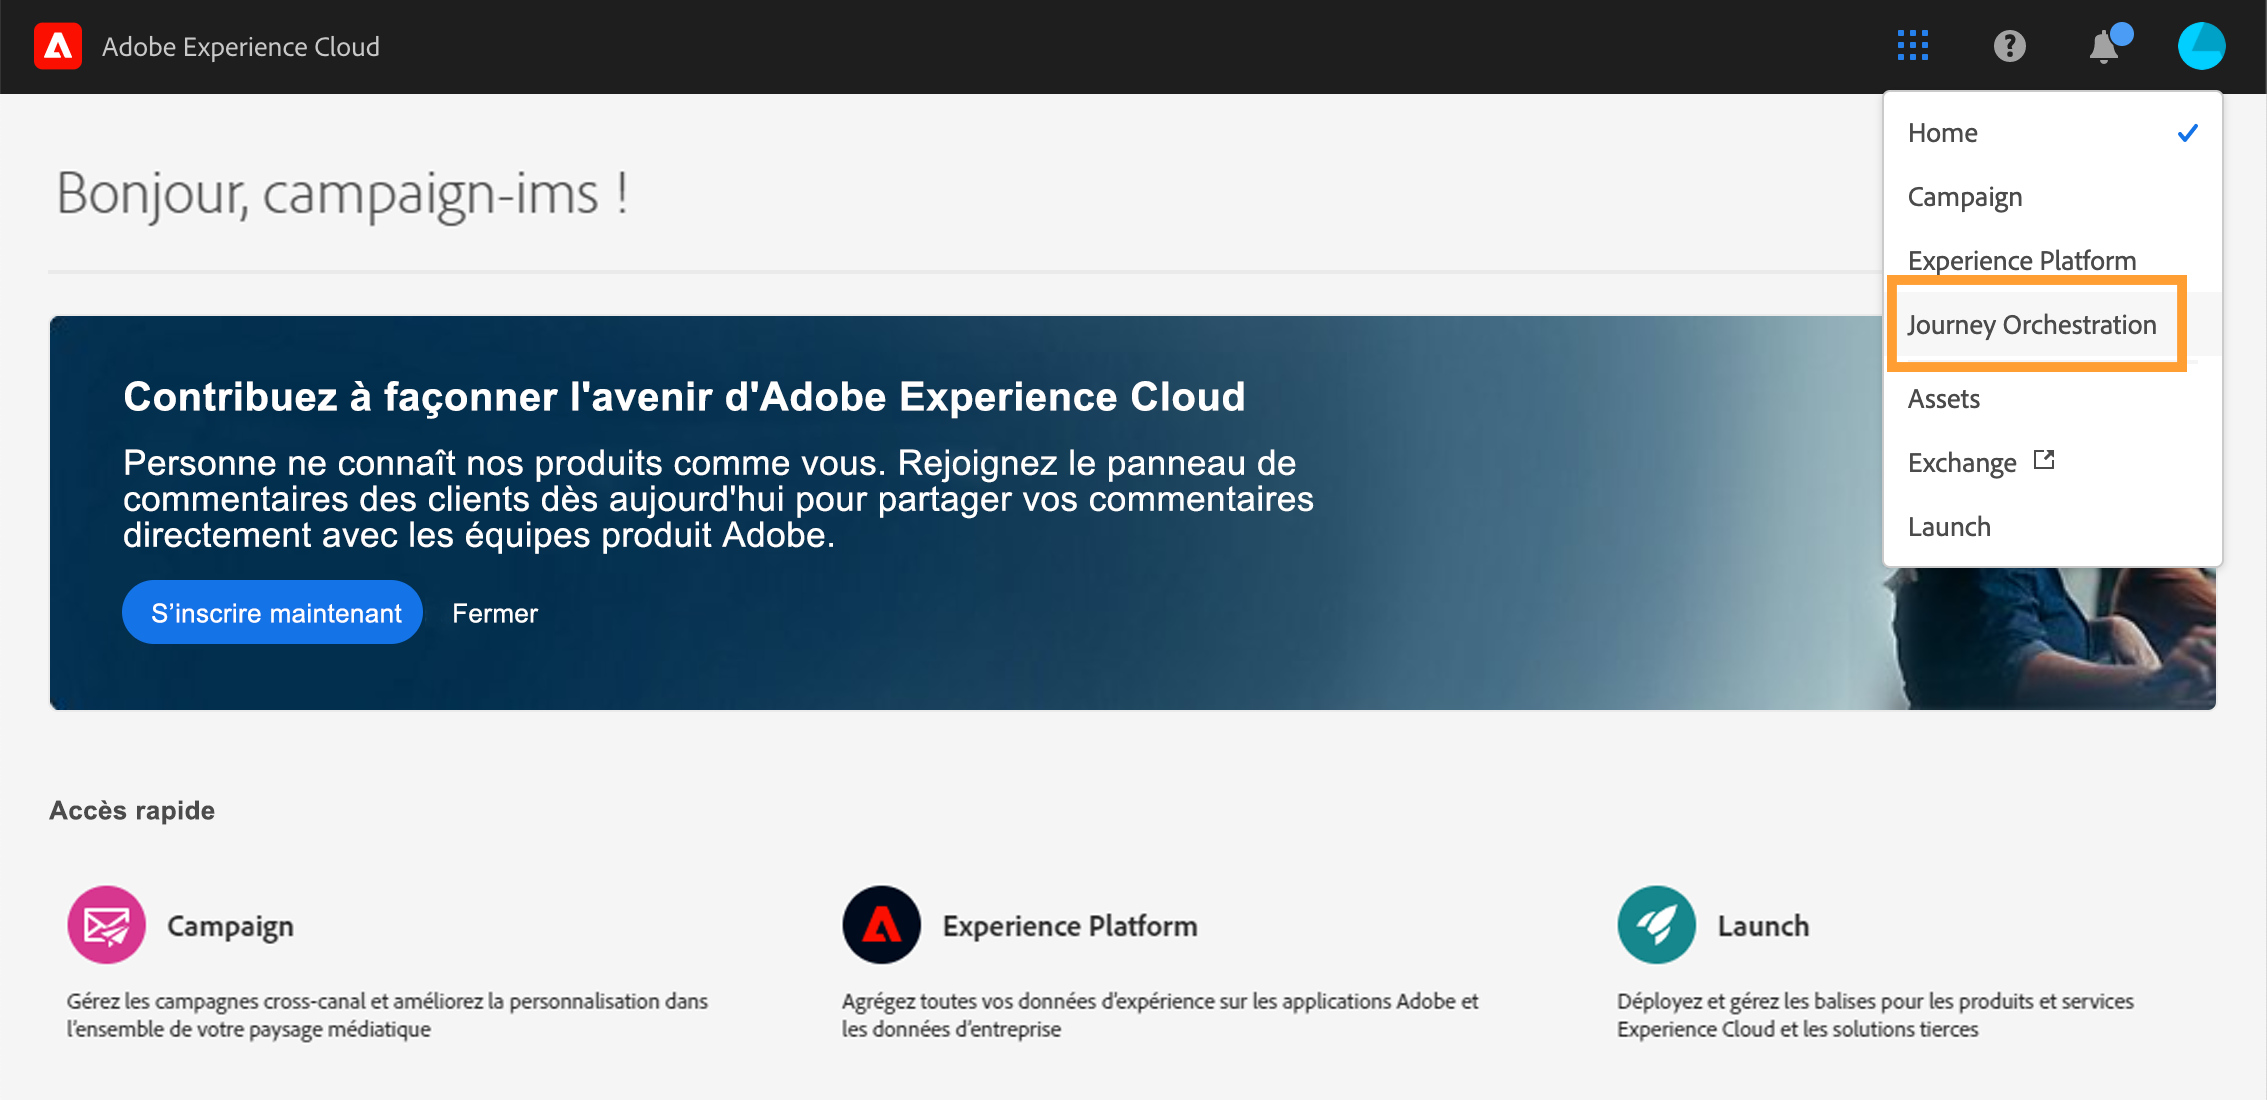 Adobe Experience Cloud
Home
Campaign
Experience Platform
Journey Orchestration
Assets
Exchange
Launch
Bonjour, campaign-ims !
Contribuez à façonner l'avenir d'Adobe Experience Cloud
Personne ne connaît nos produits comme vous. Rejoignez le panneau de
commentaires des clients dès aujourd'hui pour partager vos commentaires
directement avec les équipes produit Adobe.
S’inscrire maintenant
Fermer
Accès rapide
Campaign
Gérez les campagnes cross-canal et améliorez la personnalisation dans
l’ensemble de votre paysage médiatique
Experience Platform
Agrégez toutes vos données d’expérience sur les applications Adobe et
les données d’entreprise
Launch
Déployez et gérez les balises pour les produits et services
Experience Cloud et les solutions tierces